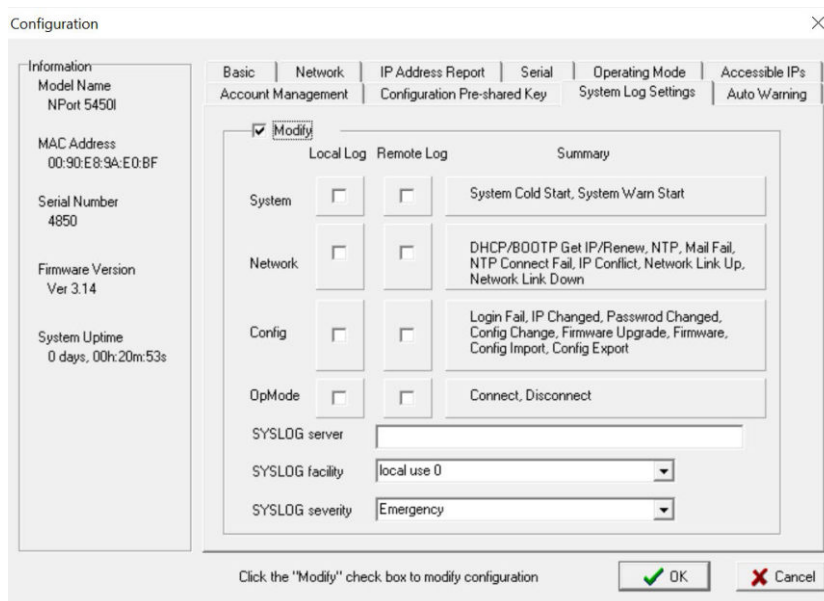 Configuration
Information
Model Name
NPort 5450I
MAC Address
00:90:E8:9A:E0:BF
Serial Number
4850
Firmware Version
Ver 3.14
System Uptime
0 days, 00h:20m:53s
Basic
Network
IP Address Report
Serial
Operating Mode
Accessible IPs
Account Management
Configuration Pre-shared Key
System Log Settings
Auto Warning
Modify
Local Log
Remote Log
Summary
System
System Cold Start, System Warn Start
Network
DHCP/BOOTP Get IP/Renew, NTP, Mail Fail,
NTP Connect Fail, IP Conflict, Network Link Up,
Network Link Down
Config
Login Fail, IP Changed, Passwrod Changed,
Config Change, Firmware Upgrade, Firmware,
Config Import, Config Export
OpMode
Connect, Disconnect
SYSLOG server
SYSLOG facility
local use 0
SYSLOG severity
Emergency
Click the "Modify" check box to modify configuration
OK
Cancel